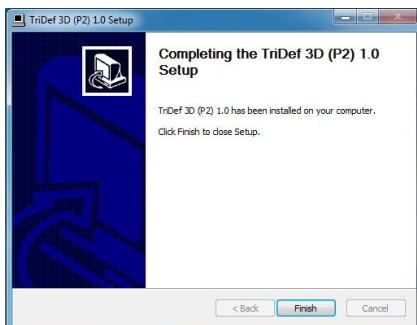 TriDef 3D (P2) 1.0 Setup
Completing the TriDef 3D (P2) 1.0
Setup
TriDef 3D (P2) 1.0 has been installed on your computer.
Click Finish to close Setup.
< Back
Finish
Cancel